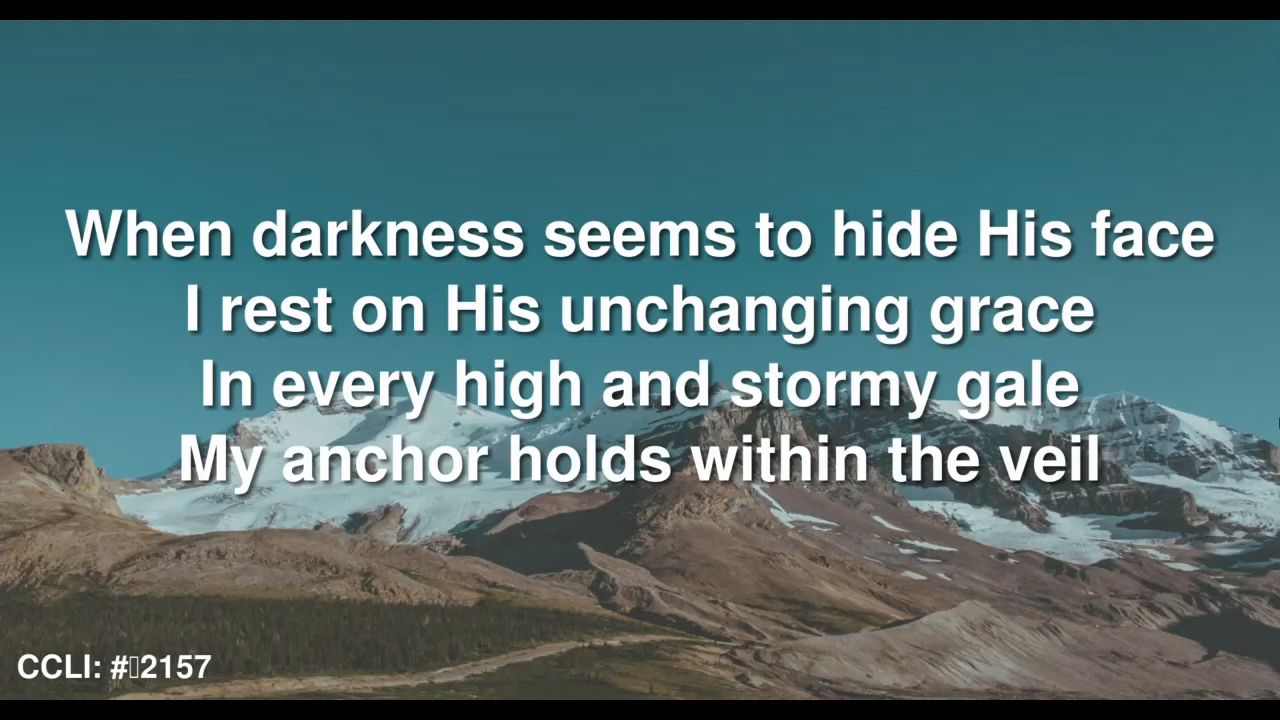 When darkness seems to hide His face
I rest on His unchanging grace
In every high and stormy gale
My anchor holds within the veil
CCLI: #▯2157